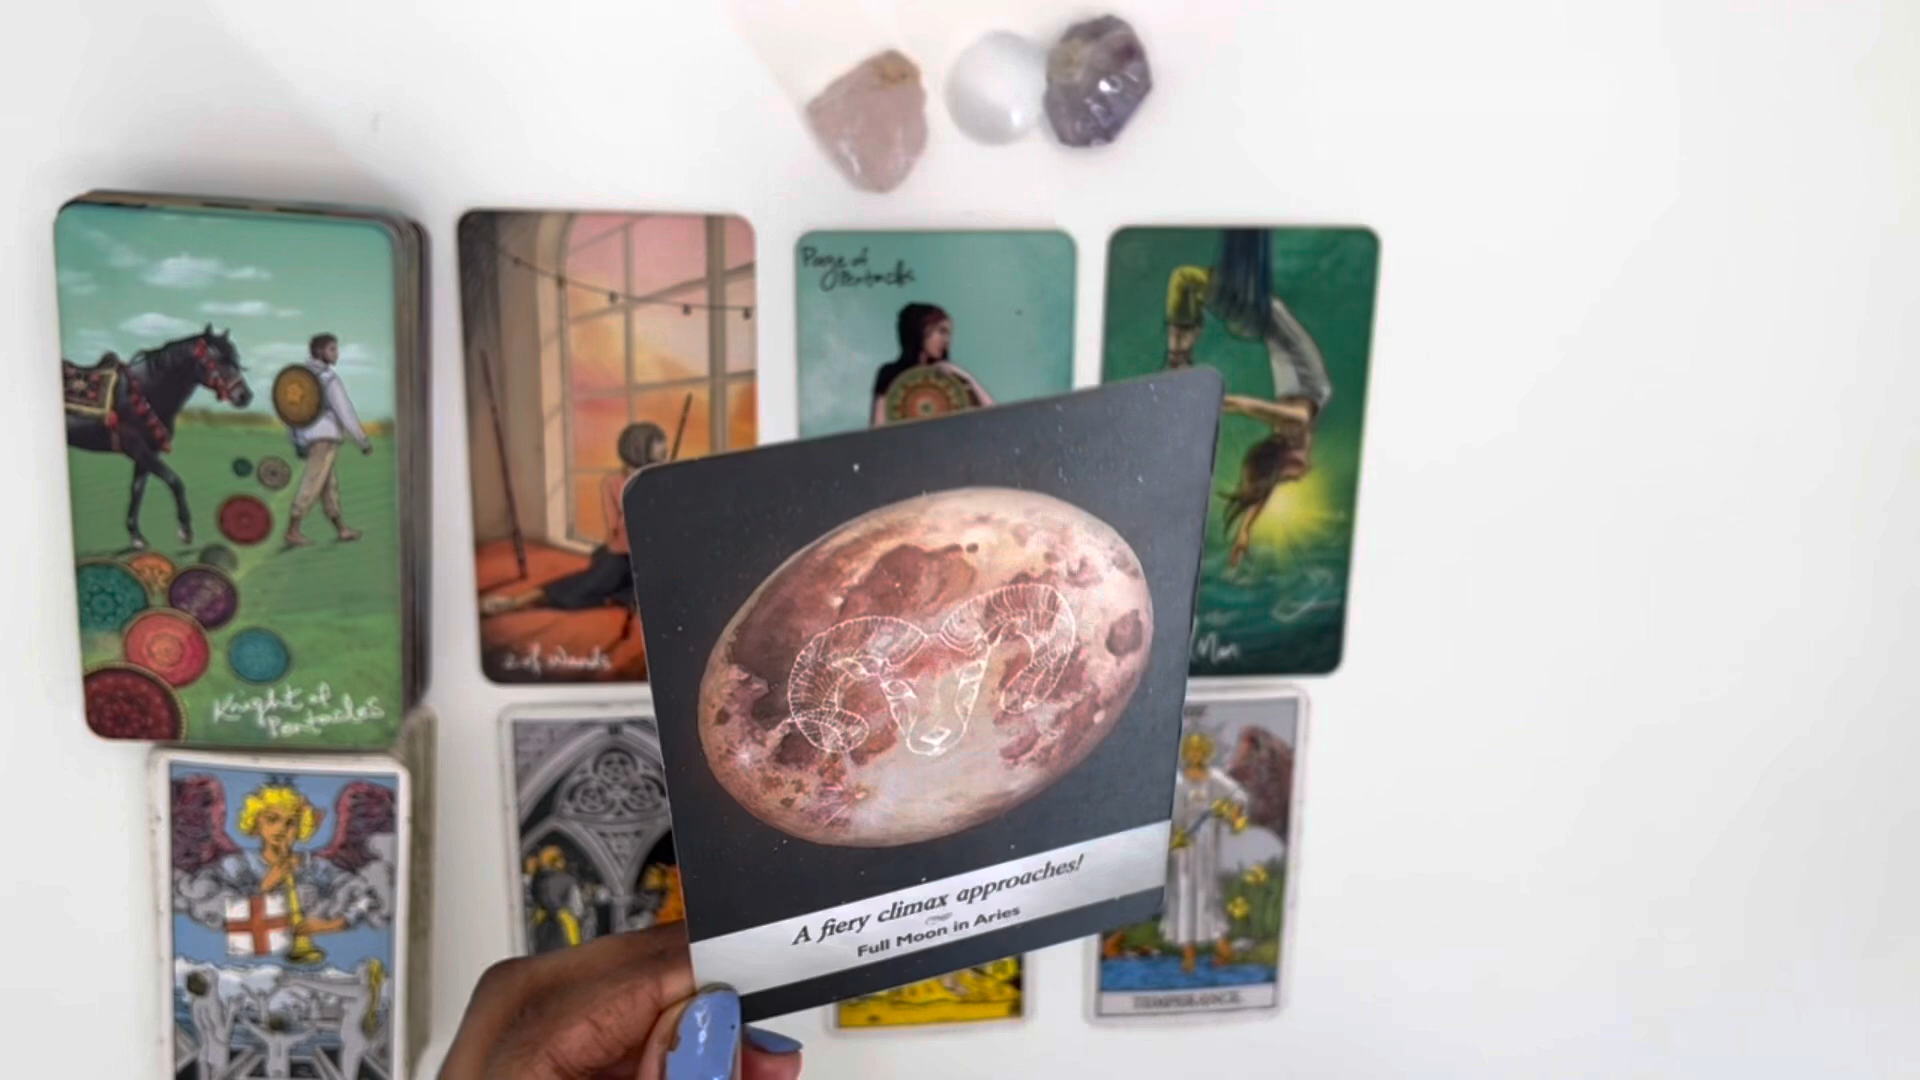 Page of
Pentacles
2 of Wands
Man
Knight of
Pentacles
A fiery climax approaches!
Full Moon in Aries
TEMPERANCE.